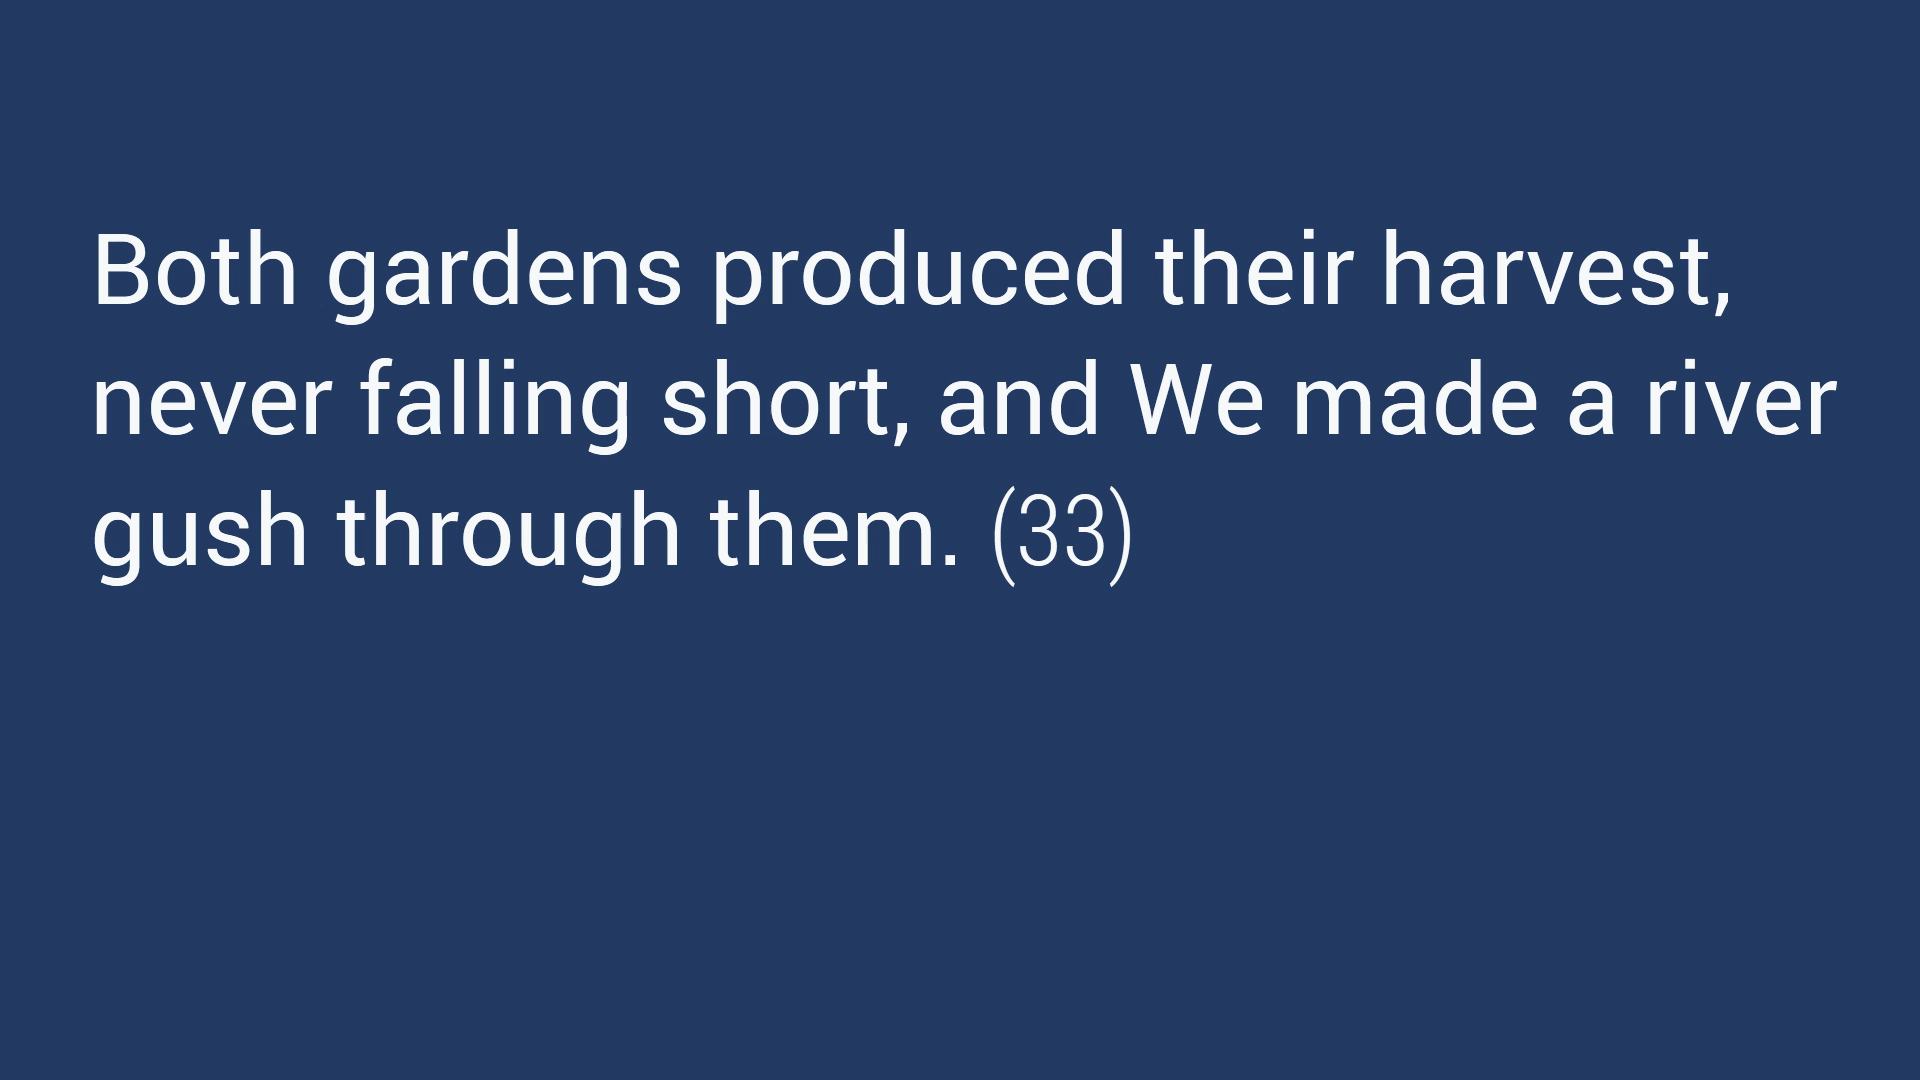 Both gardens produced their harvest,
never falling short, and We made a river
gush through them. (33)